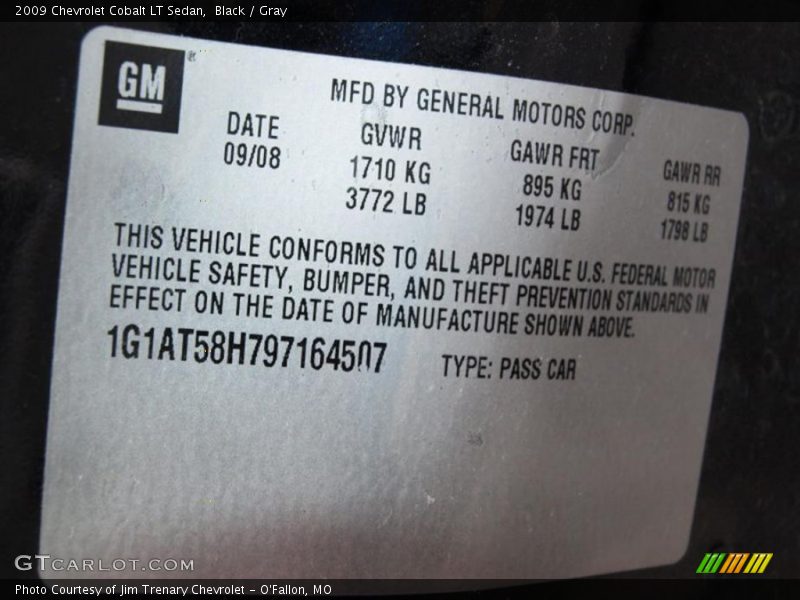 2009 Chevrolet Cobalt LT Sedan, Black / Gray
GM®
MFD BY GENERAL MOTORS CORP.
DATE GVWR GAWR FRT GAWR RR
09/08 1710 KG 895 KG 815 KG
3772 LB 1974 LB 1798 LB
THIS VEHICLE CONFORMS TO ALL APPLICABLE U.S. FEDERAL MOTOR
VEHICLE SAFETY, BUMPER, AND THEFT PREVENTION STANDARDS IN
EFFECT ON THE DATE OF MANUFACTURE SHOWN ABOVE.
1G1AT58H797164507 TYPE: PASS CAR
GTCARLOT.COM
Photo Courtesy of Jim Trenary Chevrolet - O'Fallon, MO